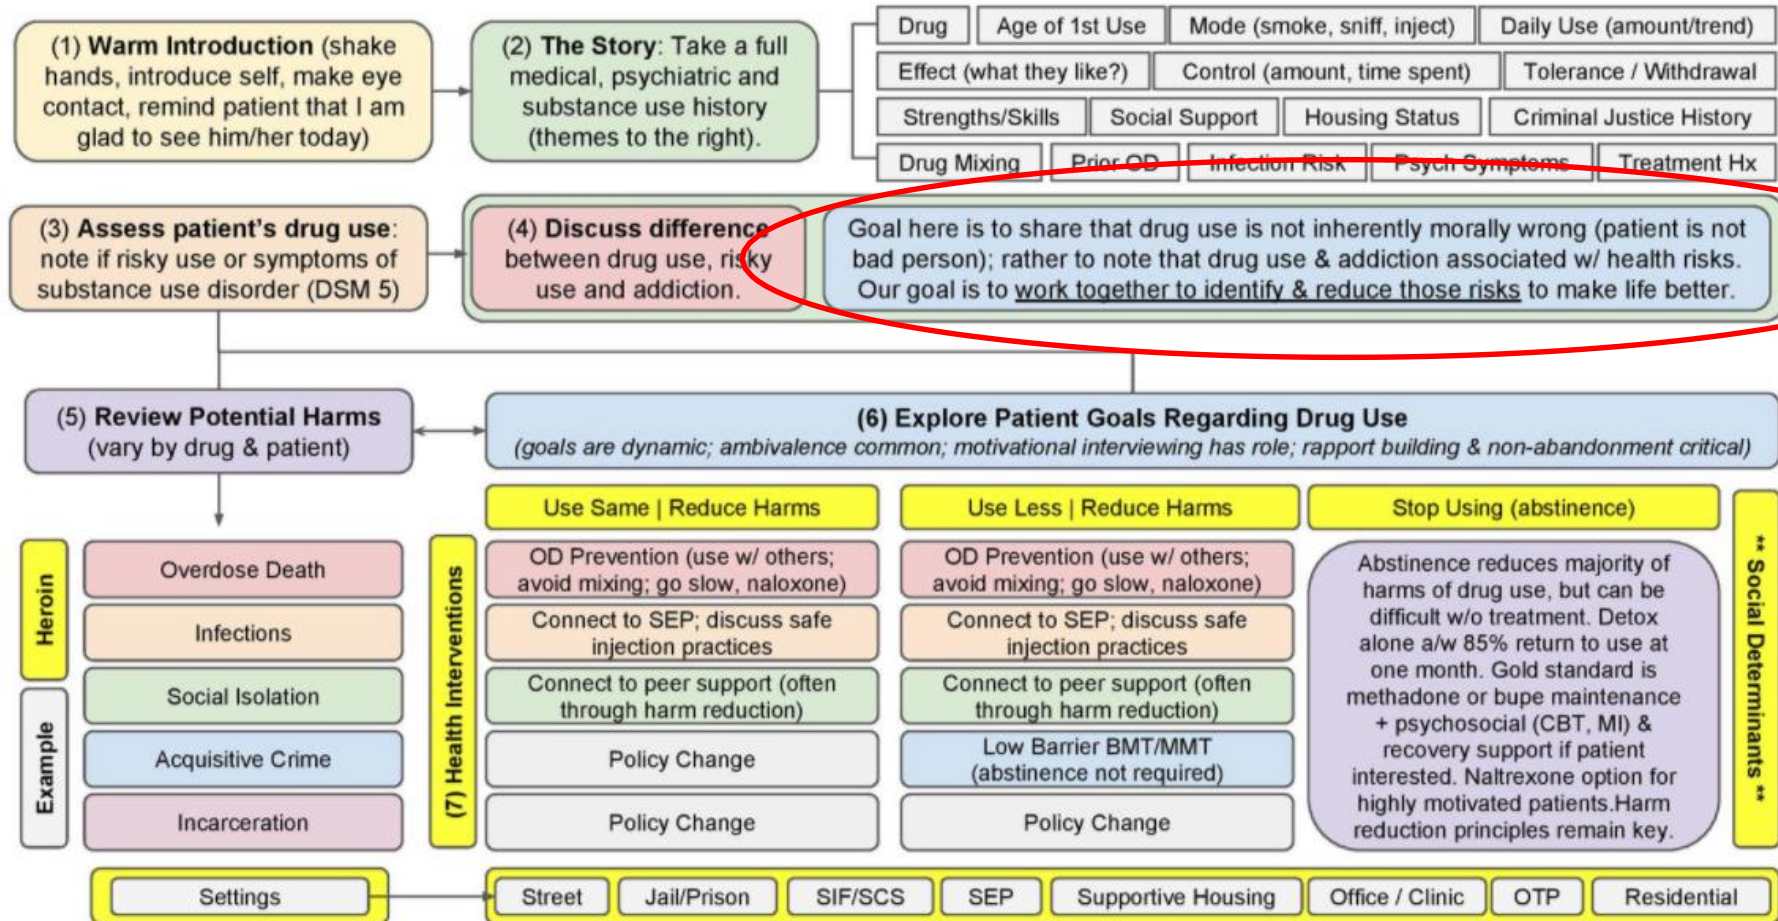 (1) Warm Introduction (shake
hands, introduce self, make eye
contact, remind patient that I am
glad to see him/her today)
(2) The Story: Take a full
medical, psychiatric and
substance use history
(themes to the right).
Drug
Age of 1st Use
Mode (smoke, sniff, inject)
Daily Use (amount/trend)
Effect (what they like?)
Control (amount, time spent)
Tolerance / Withdrawal
Strengths/Skills
Social Support
Housing Status
Criminal Justice History
Drug Mixing
Prior OD
Infection Risk
Psych Symptoms
Treatment Hx
(3) Assess patient's drug use:
note if risky use or symptoms of
substance use disorder (DSM 5)
(4) Discuss difference
between drug use, risky
use and addiction.
Goal here is to share that drug use is not inherently morally wrong (patient is not
bad person); rather to note that drug use & addiction associated w/ health risks.
Our goal is to work together to identify & reduce those risks to make life better.
(5) Review Potential Harms
(vary by drug & patient)
(6) Explore Patient Goals Regarding Drug Use
(goals are dynamic; ambivalence common; motivational interviewing has role; rapport building & non-abandonment critical)
Heroin
Example
Overdose Death
Infections
Social Isolation
Acquisitive Crime
Incarceration
(7) Health Interventions
Use Same | Reduce Harms
OD Prevention (use w/ others;
avoid mixing; go slow, naloxone)
Connect to SEP; discuss safe
injection practices
Connect to peer support (often
through harm reduction)
Policy Change
Policy Change
Use Less | Reduce Harms
OD Prevention (use w/ others;
avoid mixing; go slow, naloxone)
Connect to SEP; discuss safe
injection practices
Connect to peer support (often
through harm reduction)
Low Barrier BMT/MMT
(abstinence not required)
Policy Change
Stop Using (abstinence)
Abstinence reduces majority of
harms of drug use, but can be
difficult w/o treatment. Detox
alone a/w 85% return to use at
one month. Gold standard is
methadone or bupe maintenance
+ psychosocial (CBT, MI) &
recovery support if patient
interested. Naltrexone option for
highly motivated patients.Harm
reduction principles remain key.
** Social Determinants **
Settings
Street
Jail/Prison
SIF/SCS
SEP
Supportive Housing
Office / Clinic
OTP
Residential